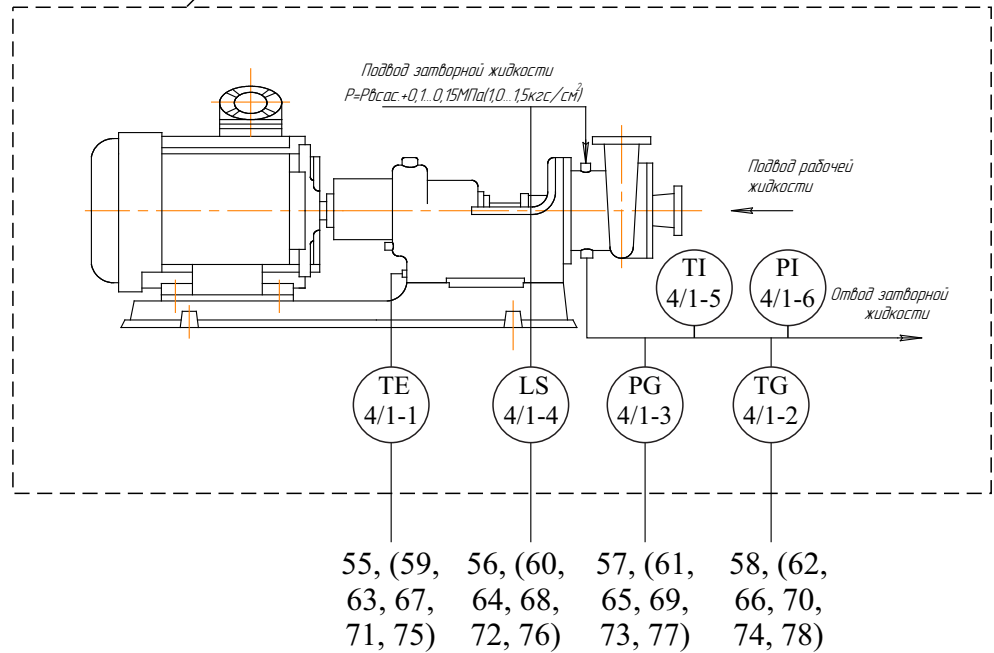 Подвод затворной жидкости
Р=Рвсас.+0,1...0,15МПа(1,0...1,5кгс/см²)
Подвод рабочей
жидкости
TI
4/1-5
PI
4/1-6
Отвод затворной
жидкости
TE
4/1-1
LS
4/1-4
PG
4/1-3
TG
4/1-2
55, (59,
63, 67,
71, 75)
56, (60,
64, 68,
72, 76)
57, (61,
65, 69,
73, 77)
58, (62,
66, 70,
74, 78)